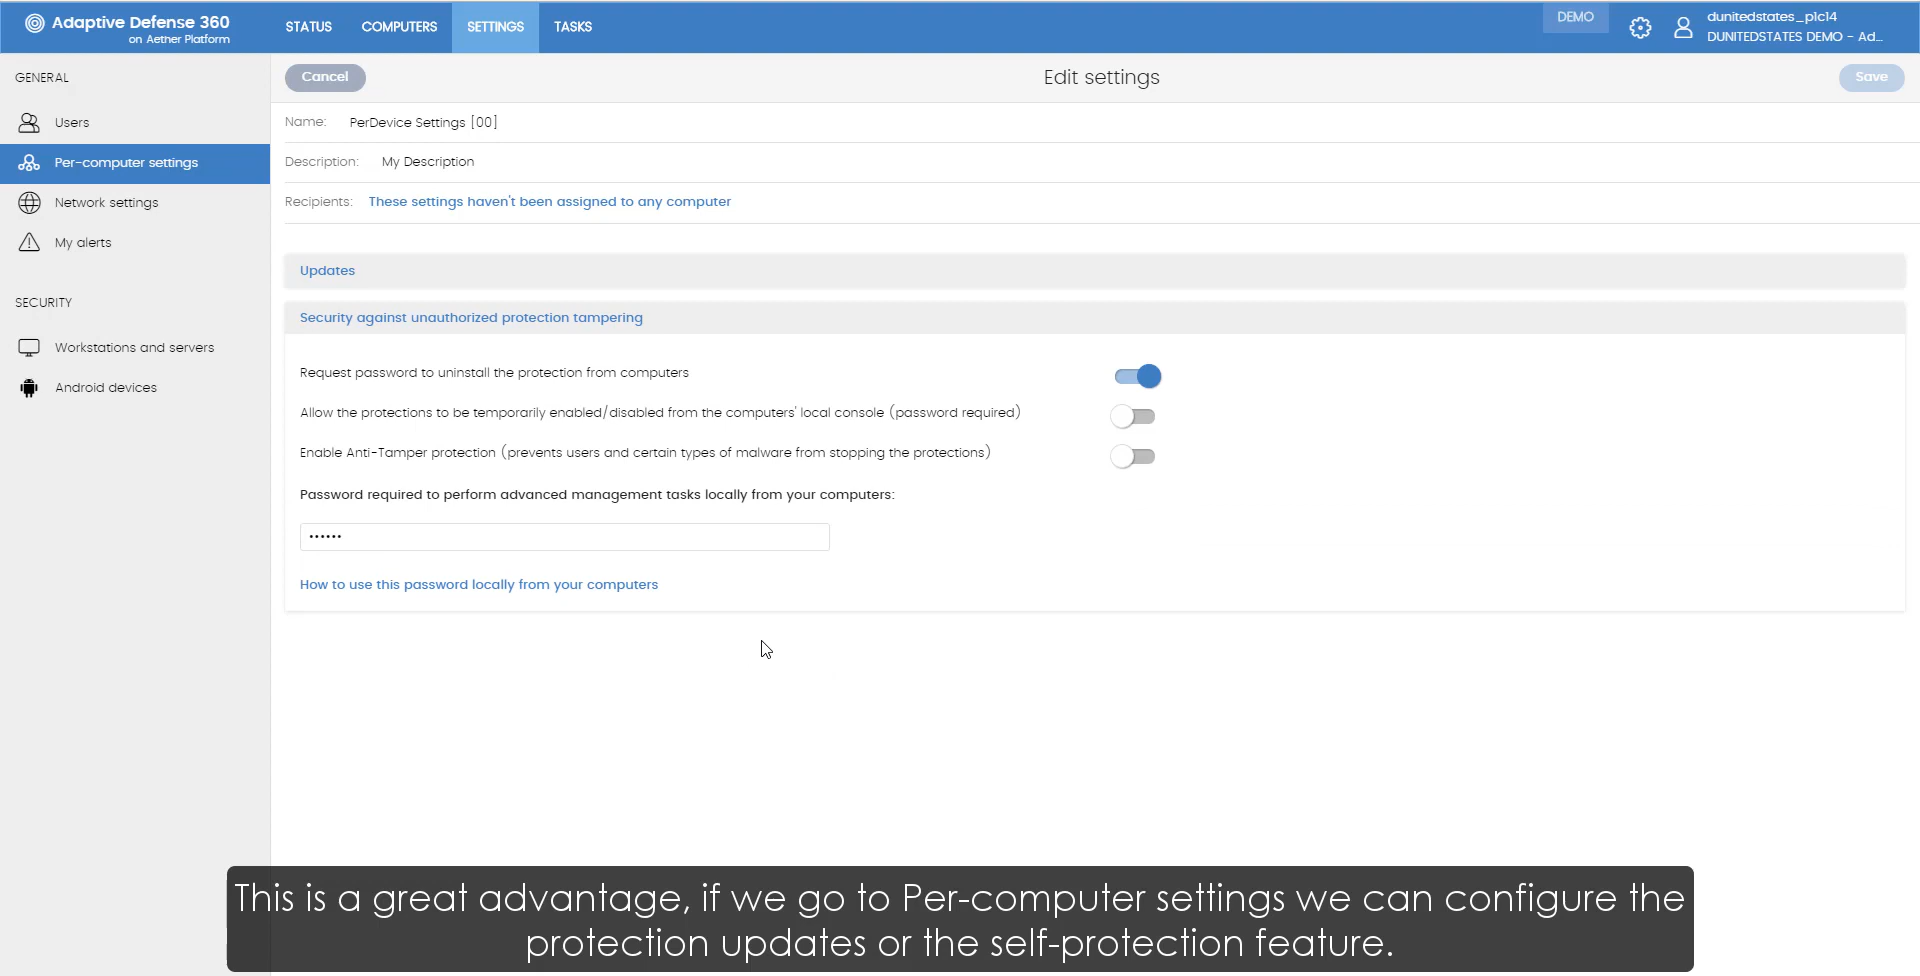 Adaptive Defense 360
on Aether Platform
STATUS COMPUTERS SETTINGS TASKS
DEMO
dunitedstates_p1c14
DUNITEDSTATES DEMO - Ad...
GENERAL
Users
Per-computer settings
Network settings
My alerts
SECURITY
Workstations and servers
Android devices
Cancel
Edit settings
Save
Name: PerDevice Settings [00]
Description: My Description
Recipients: These settings haven't been assigned to any computer
Updates
Security against unauthorized protection tampering
Request password to uninstall the protection from computers
Allow the protections to be temporarily enabled/disabled from the computers' local console (password required)
Enable Anti-Tamper protection (prevents users and certain types of malware from stopping the protections)
Password required to perform advanced management tasks locally from your computers:
••••••
How to use this password locally from your computers
This is a great advantage, if we go to Per-computer settings we can configure the
protection updates or the self-protection feature.